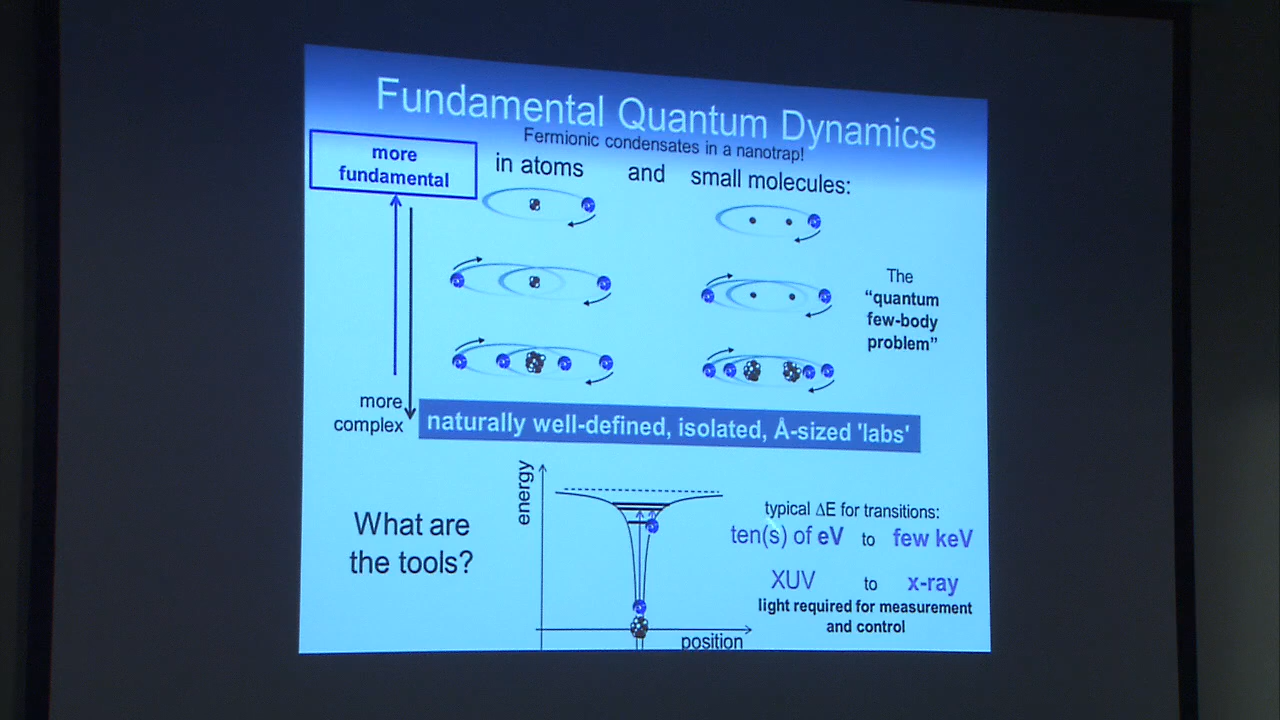 Fundamental Quantum Dynamics
Fermionic condensates in a nanotrap!
more
fundamental
in atoms and small molecules:
The
“quantum
few-body
problem”
more
complex
naturally well-defined, isolated, Å-sized 'labs'
What are
the tools?
energy
position
typical ΔE for transitions:
ten(s) of eV to few keV
XUV to x-ray
light required for measurement
and control